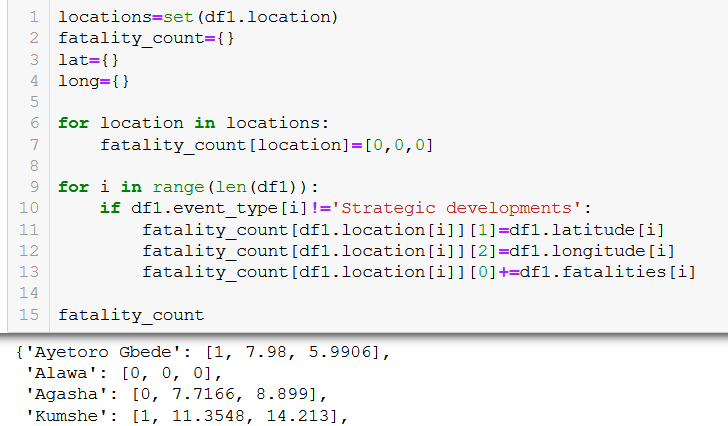 1 locations=set(df1.location)
2 fatality_count={}
3 lat={}
4 long={}
5
6 for location in locations:
7     fatality_count[location]=[0,0,0]
8
9 for i in range(len(df1)):
10     if df1.event_type[i]!='Strategic developments':
11         fatality_count[df1.location[i]][1]=df1.latitude[i]
12         fatality_count[df1.location[i]][2]=df1.longitude[i]
13         fatality_count[df1.location[i]][0]+=df1.fatalities[i]
14
15 fatality_count
{'Ayetoro Gbede': [1, 7.98, 5.9906],
 'Alawa': [0, 0, 0],
 'Agasha': [0, 7.7166, 8.899],
 'Kumshe': [1, 11.3548, 14.213],